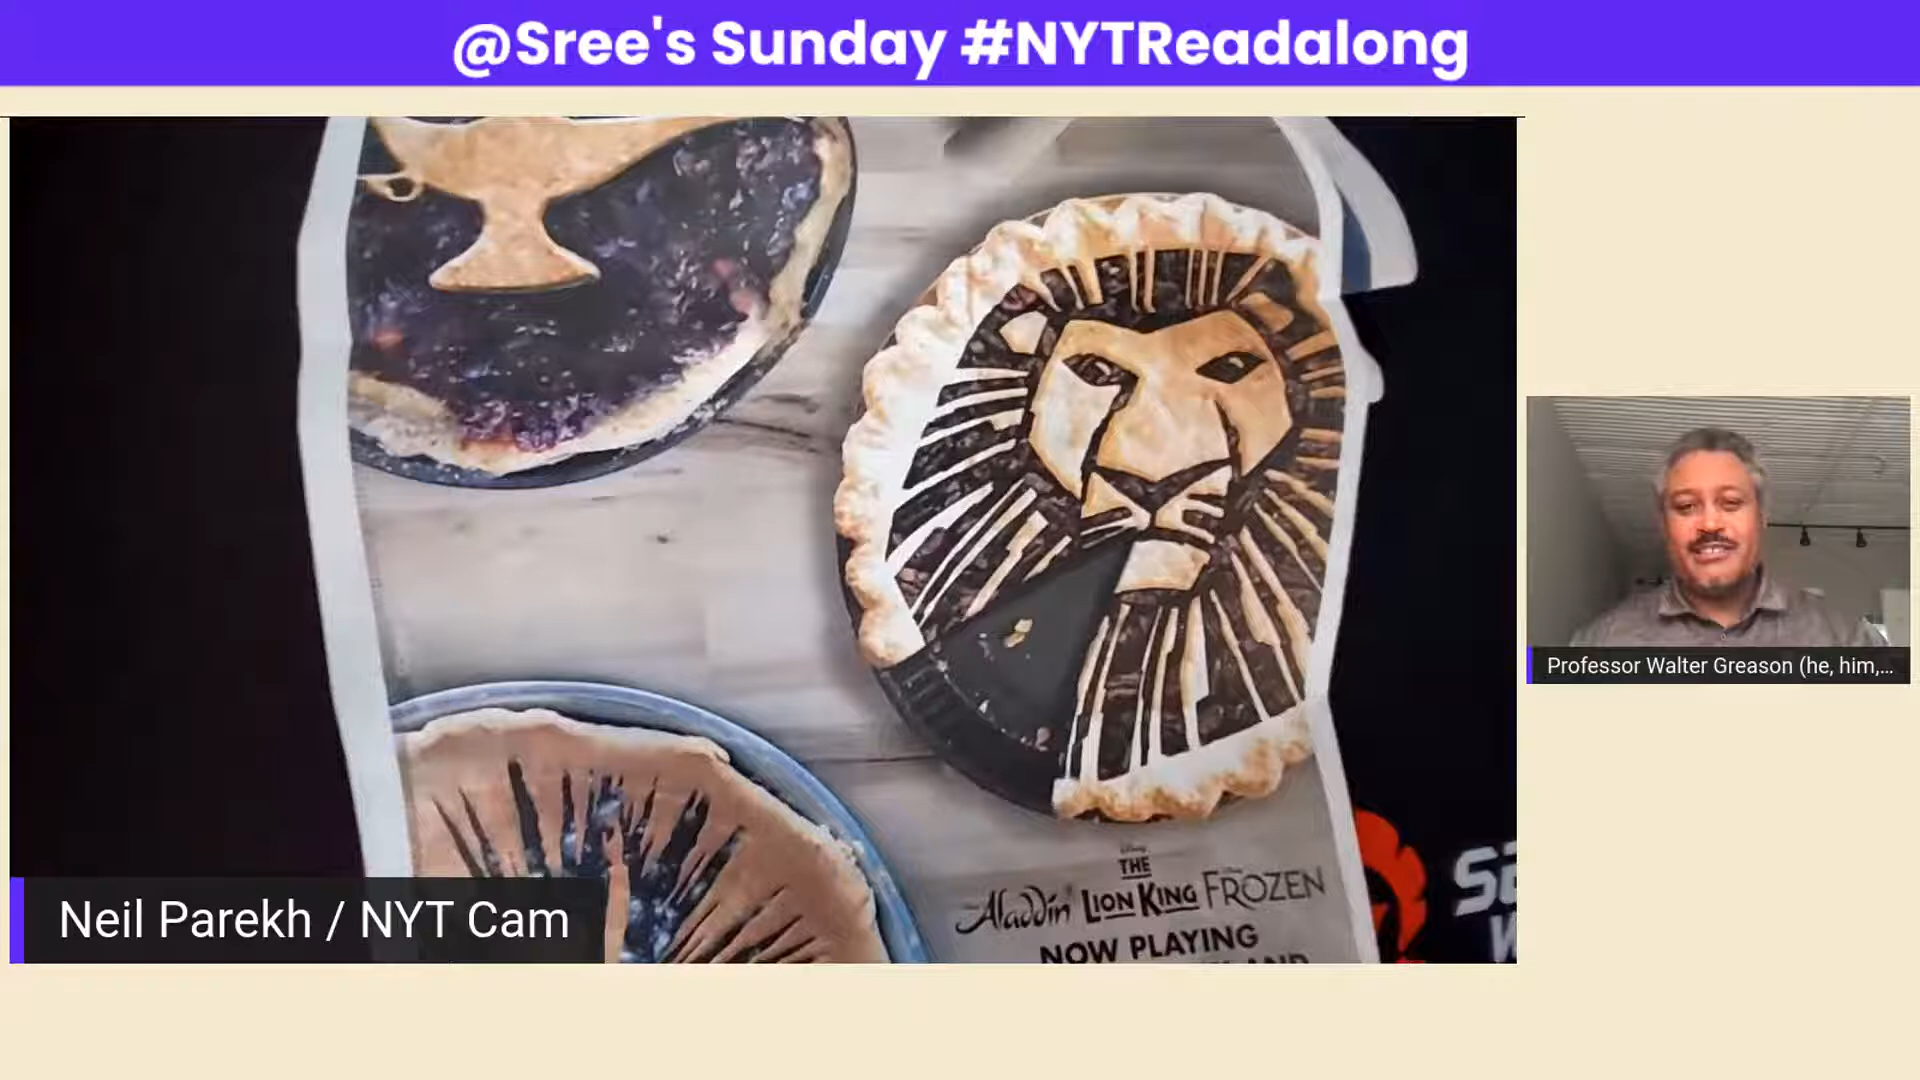 @Sree's Sunday #NYTReadalong
Disney
THE
Aladdin LION KING FROZEN
NOW PLAYING
Neil Parekh / NYT Cam
Professor Walter Greason (he, him,...